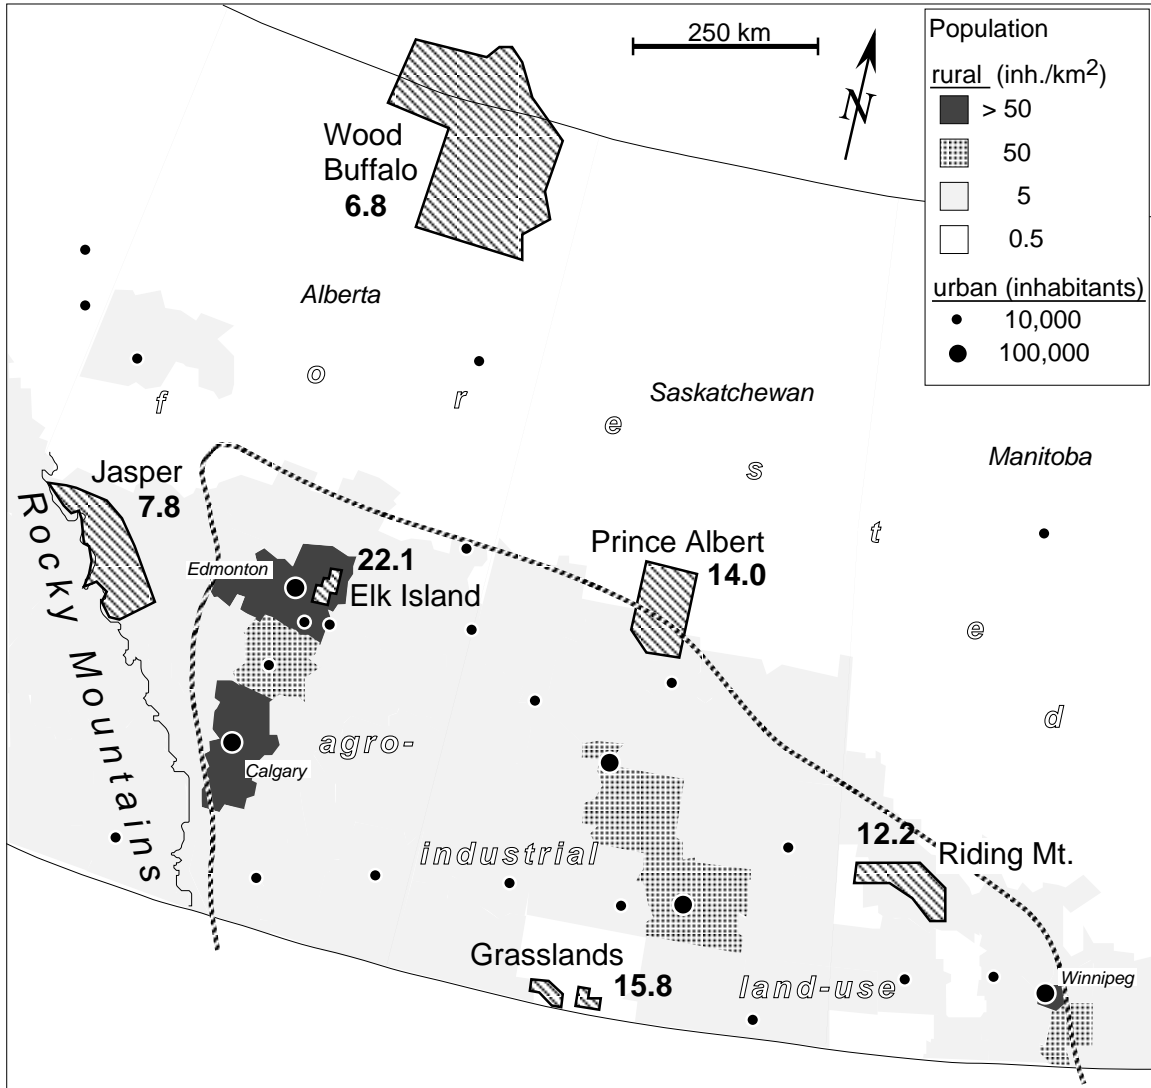 250 km
N
Population
rural (inh./km2)
> 50
50
5
0.5
urban (inhabitants)
10,000
100,000
Wood
Buffalo
6.8
Alberta
Saskatchewan
Manitoba
f o r e s t e d
Jasper
7.8
Rocky Mountains
Edmonton
22.1
Elk Island
Prince Albert
14.0
Calgary
agro-
industrial
land-use
12.2
Riding Mt.
Grasslands
15.8
Winnipeg